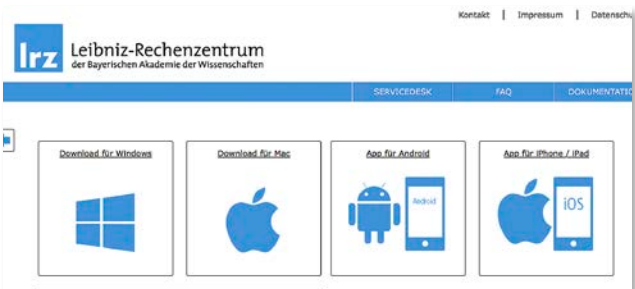 Kontakt | Impressum | Datenschu
lrz Leibniz-Rechenzentrum
der Bayerischen Akademie der Wissenschaften
SERVICEDESK FAQ DOKUMENTATIO
Download für Windows Download für Mac App für Android App für iPhone / iPad
Android iOS